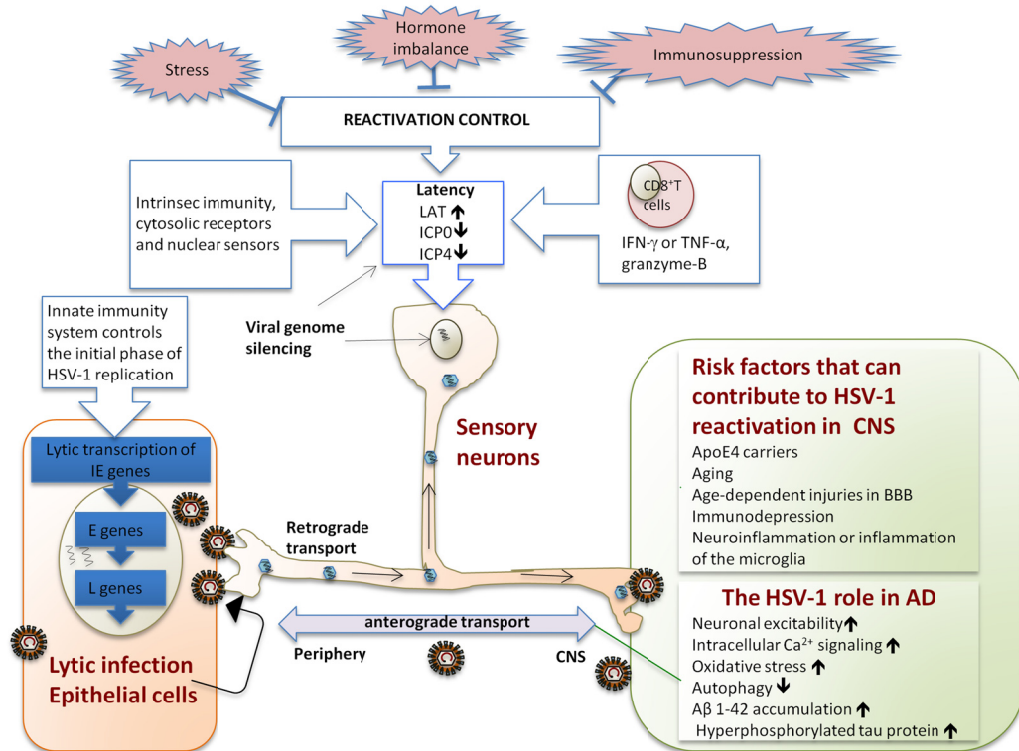 Stress
Hormone
imbalance
Immunosuppression
REACTIVATION CONTROL
Intrinsec immunity,
cytosolic receptors
and nuclear sensors
Latency
LAT ↑
ICP0 ↓
ICP4 ↓
CD8⁺T
cells
IFN-γ or TNF-α,
granzyme-B
Innate immunity
system controls
the initial phase of
HSV-1 replication
Viral genome
silencing
Lytic transcription of
IE genes
E genes
L genes
Lytic infection
Epithelial cells
Retrograde
transport
Sensory
neurons
anterograde transport
Periphery
CNS
Risk factors that can
contribute to HSV-1
reactivation in CNS
ApoE4 carriers
Aging
Age-dependent injuries in BBB
Immunodepression
Neuroinflammation or inflammation
of the microglia
The HSV-1 role in AD
Neuronal excitability ↑
Intracellular Ca²⁺ signaling ↑
Oxidative stress ↑
Autophagy ↓
Aβ 1-42 accumulation ↑
Hyperphosphorylated tau protein ↑